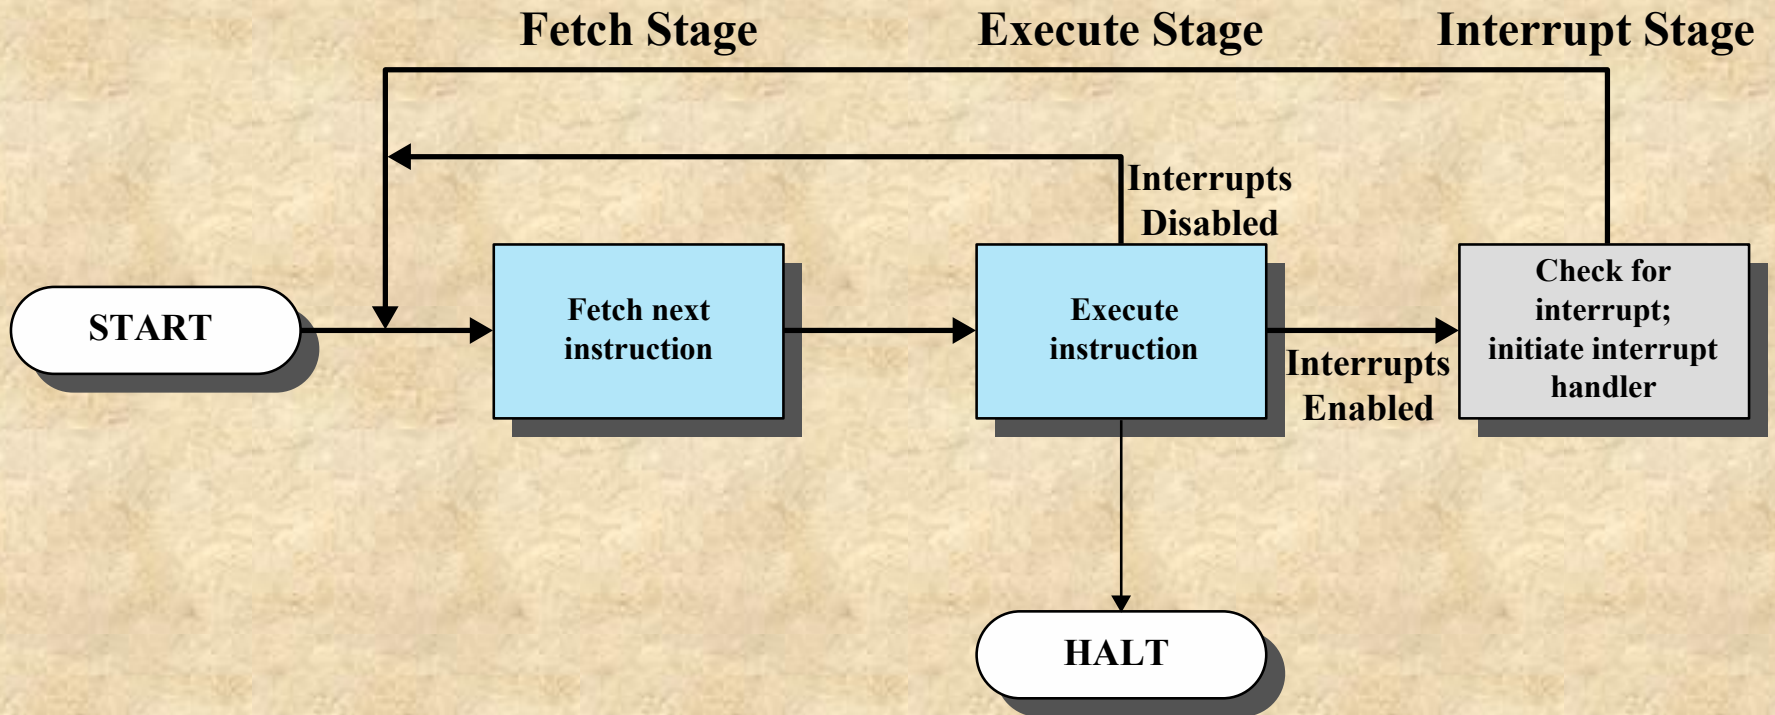 Fetch Stage
Execute Stage
Interrupt Stage
Interrupts
Disabled
START
Fetch next
instruction
Execute
instruction
Interrupts
Enabled
Check for
interrupt;
initiate interrupt
handler
HALT